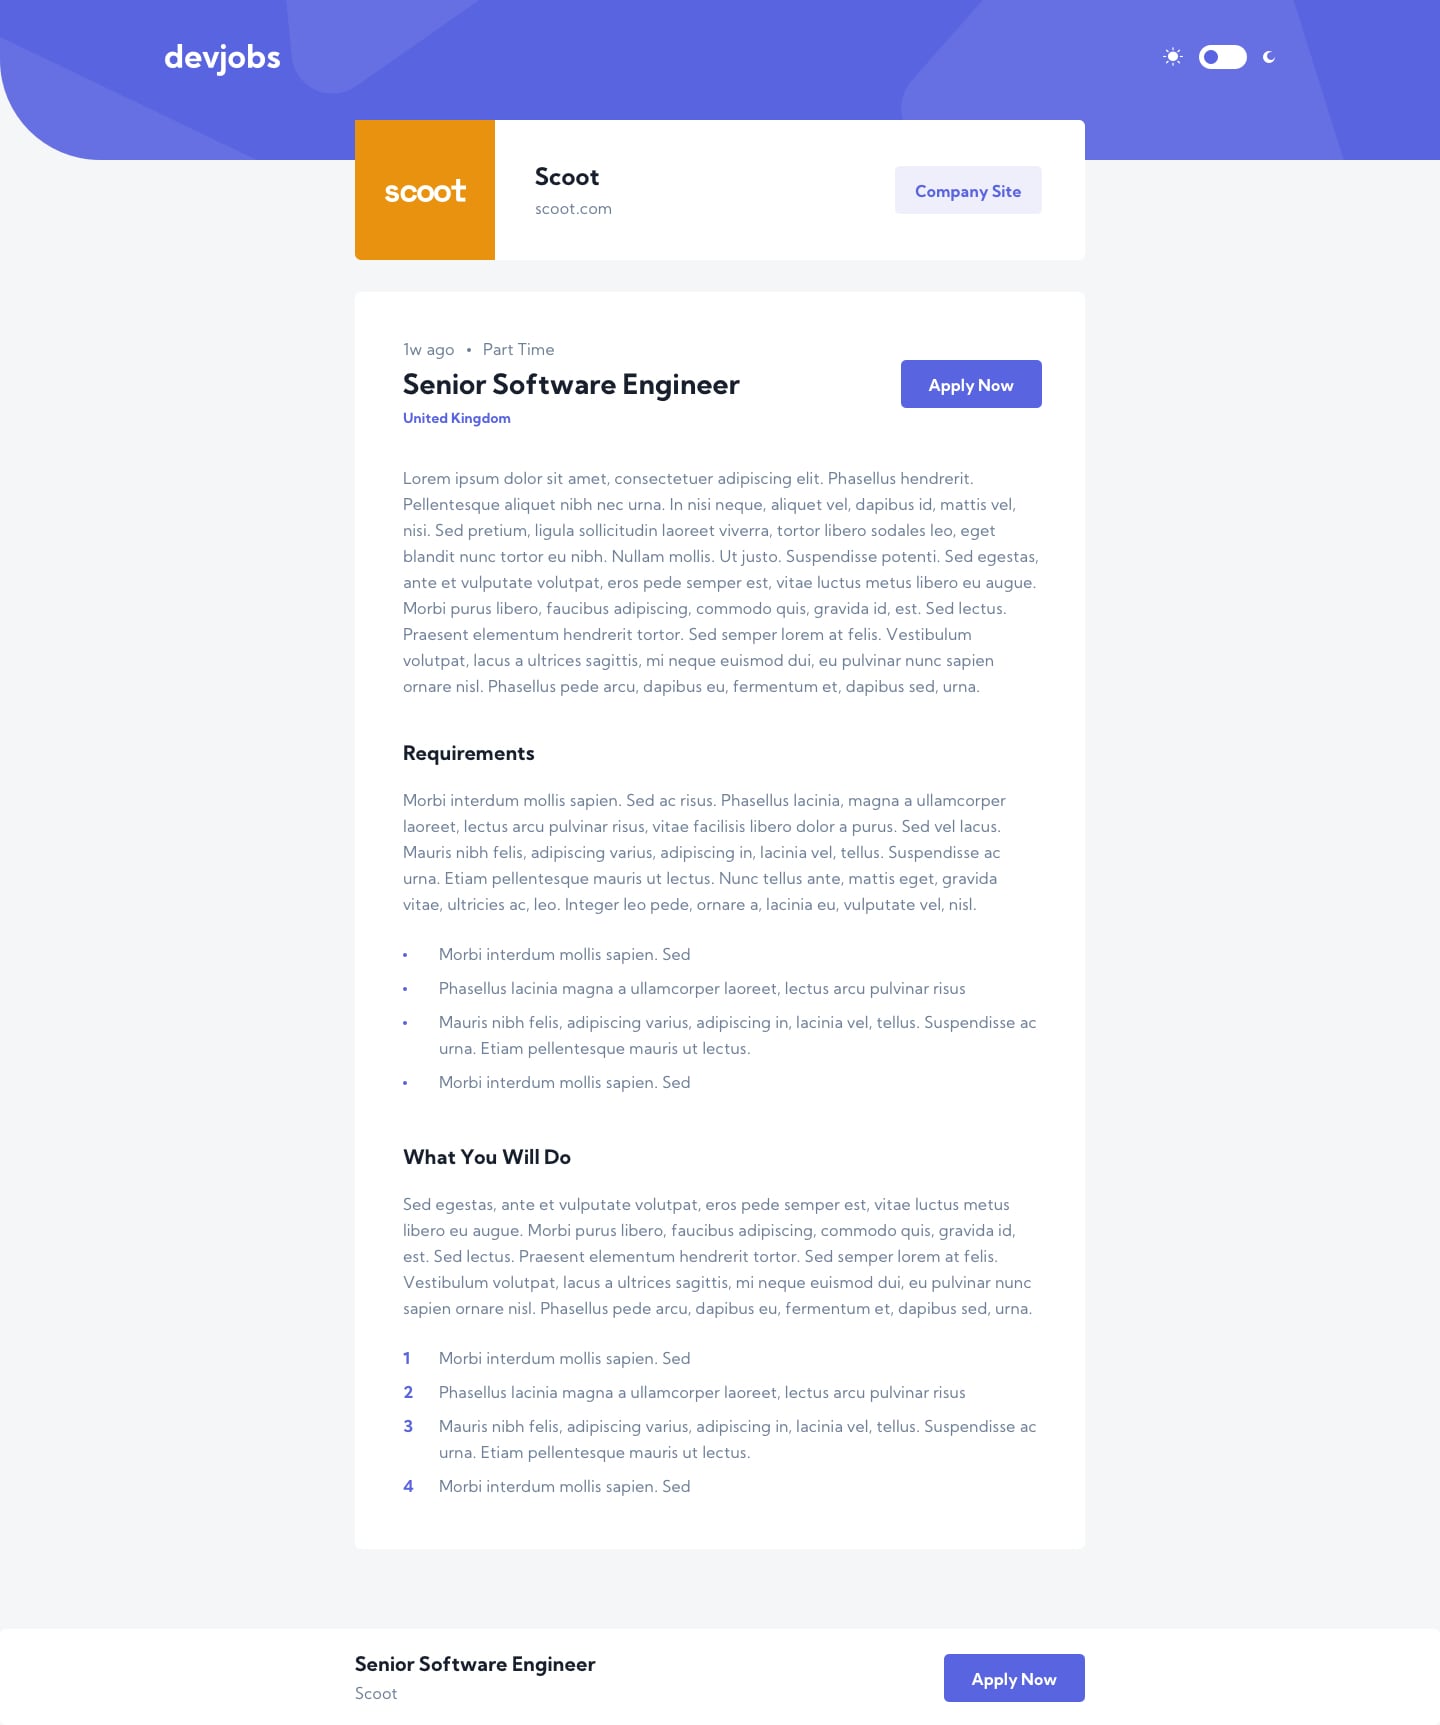 devjobs
scoot
Scoot
scoot.com
Company Site
1w ago • Part Time
Senior Software Engineer
United Kingdom
Apply Now
Lorem ipsum dolor sit amet, consectetuer adipiscing elit. Phasellus hendrerit.
Pellentesque aliquet nibh nec urna. In nisi neque, aliquet vel, dapibus id, mattis vel,
nisi. Sed pretium, ligula sollicitudin laoreet viverra, tortor libero sodales leo, eget
blandit nunc tortor eu nibh. Nullam mollis. Ut justo. Suspendisse potenti. Sed egestas,
ante et vulputate volutpat, eros pede semper est, vitae luctus metus libero eu augue.
Morbi purus libero, faucibus adipiscing, commodo quis, gravida id, est. Sed lectus.
Praesent elementum hendrerit tortor. Sed semper lorem at felis. Vestibulum
volutpat, lacus a ultrices sagittis, mi neque euismod dui, eu pulvinar nunc sapien
ornare nisl. Phasellus pede arcu, dapibus eu, fermentum et, dapibus sed, urna.
Requirements
Morbi interdum mollis sapien. Sed ac risus. Phasellus lacinia, magna a ullamcorper
laoreet, lectus arcu pulvinar risus, vitae facilisis libero dolor a purus. Sed vel lacus.
Mauris nibh felis, adipiscing varius, adipiscing in, lacinia vel, tellus. Suspendisse ac
urna. Etiam pellentesque mauris ut lectus. Nunc tellus ante, mattis eget, gravida
vitae, ultricies ac, leo. Integer leo pede, ornare a, lacinia eu, vulputate vel, nisl.
• Morbi interdum mollis sapien. Sed
• Phasellus lacinia magna a ullamcorper laoreet, lectus arcu pulvinar risus
• Mauris nibh felis, adipiscing varius, adipiscing in, lacinia vel, tellus. Suspendisse ac
urna. Etiam pellentesque mauris ut lectus.
• Morbi interdum mollis sapien. Sed
What You Will Do
Sed egestas, ante et vulputate volutpat, eros pede semper est, vitae luctus metus
libero eu augue. Morbi purus libero, faucibus adipiscing, commodo quis, gravida id,
est. Sed lectus. Praesent elementum hendrerit tortor. Sed semper lorem at felis.
Vestibulum volutpat, lacus a ultrices sagittis, mi neque euismod dui, eu pulvinar nunc
sapien ornare nisl. Phasellus pede arcu, dapibus eu, fermentum et, dapibus sed, urna.
1 Morbi interdum mollis sapien. Sed
2 Phasellus lacinia magna a ullamcorper laoreet, lectus arcu pulvinar risus
3 Mauris nibh felis, adipiscing varius, adipiscing in, lacinia vel, tellus. Suspendisse ac
urna. Etiam pellentesque mauris ut lectus.
4 Morbi interdum mollis sapien. Sed
Senior Software Engineer
Scoot
Apply Now